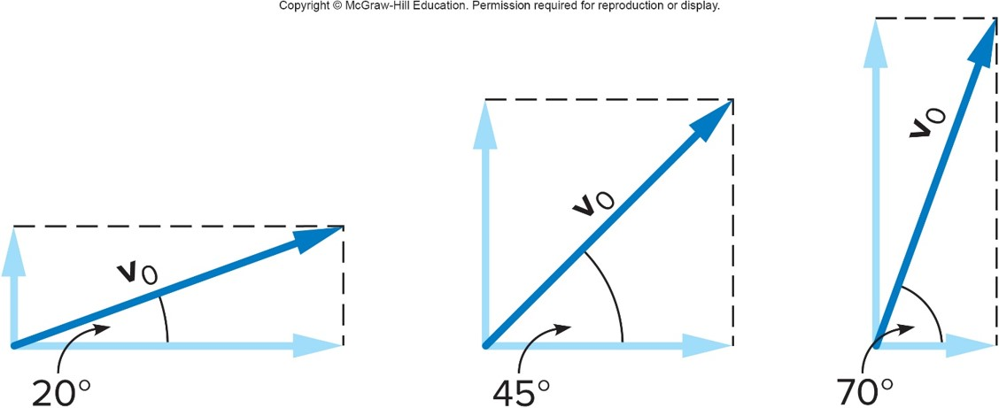 Copyright © McGraw-Hill Education. Permission required for reproduction or display.
v0
20°
v0
45°
v0
70°